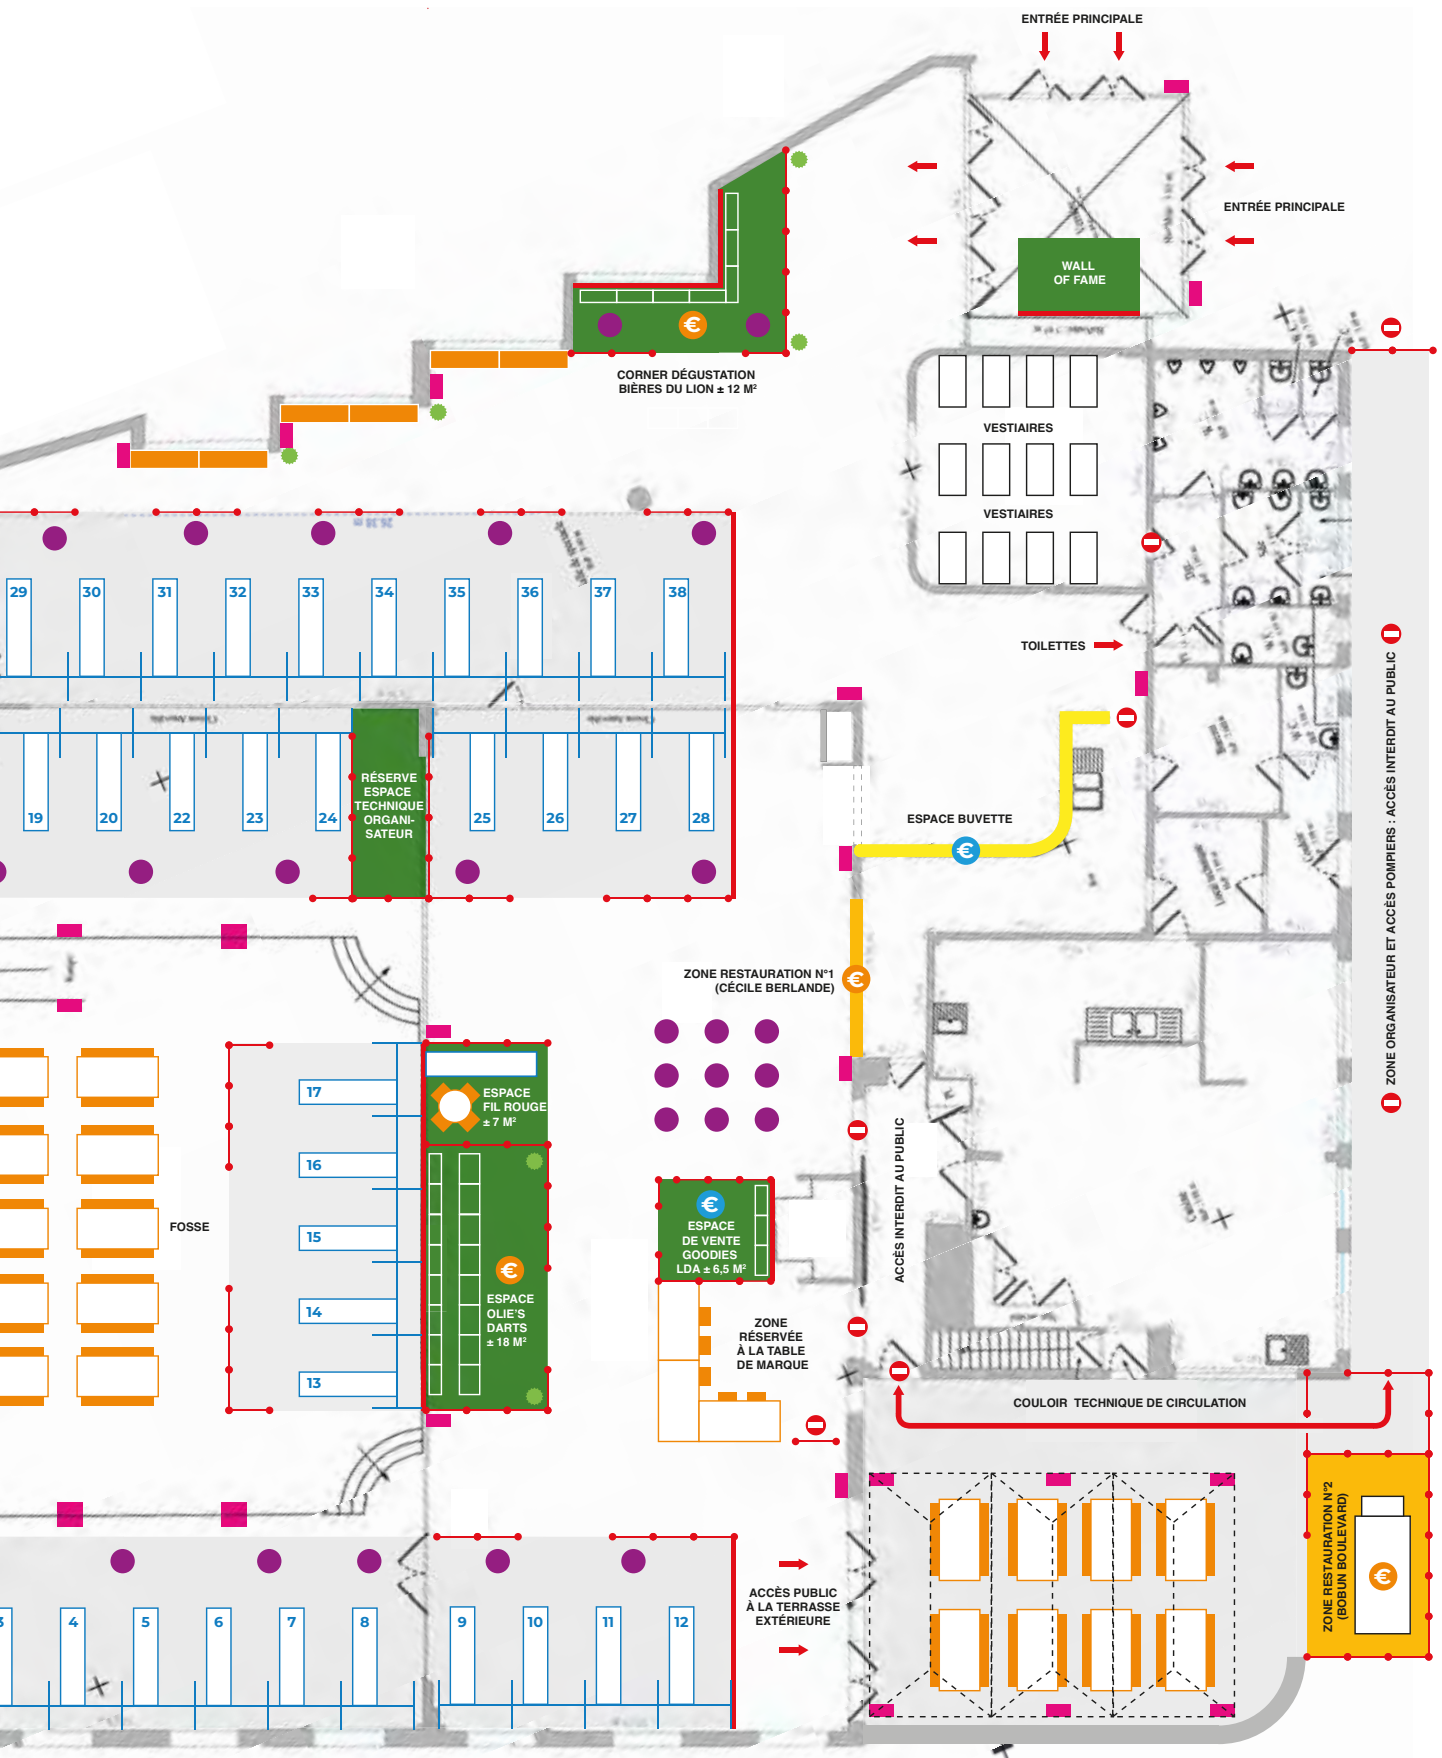 ENTRÉE PRINCIPALE
ENTRÉE PRINCIPALE
WALL
OF FAME
CORNER DÉGUSTATION
BIÈRES DU LION ± 12 M²
€
VESTIAIRES
VESTIAIRES
26.38 m
29
30
31
32
33
34
35
36
37
38
TOILETTES
19
20
22
23
24
RÉSERVE
ESPACE
TECHNIQUE
ORGANI-
SATEUR
25
26
27
28
ESPACE BUVETTE
€
ZONE ORGANISATEUR ET ACCÈS POMPIERS : ACCÈS INTERDIT AU PUBLIC
ZONE RESTAURATION N°1
(CÉCILE BERLANDE)
€
17
16
15
14
13
FOSSE
ESPACE
FIL ROUGE
± 7 M²
€
ESPACE
OLIE'S
DARTS
± 18 M²
€
ESPACE
DE VENTE
GOODIES
LDA ± 6,5 M²
ZONE
RÉSERVÉE
À LA TABLE
DE MARQUE
ACCÈS INTERDIT AU PUBLIC
COULOIR TECHNIQUE DE CIRCULATION
ZONE RESTAURATION N°2
(BOBUN BOULEVARD)
€
ACCÈS PUBLIC
À LA TERRASSE
EXTÉRIEURE
3
4
5
6
7
8
9
10
11
12